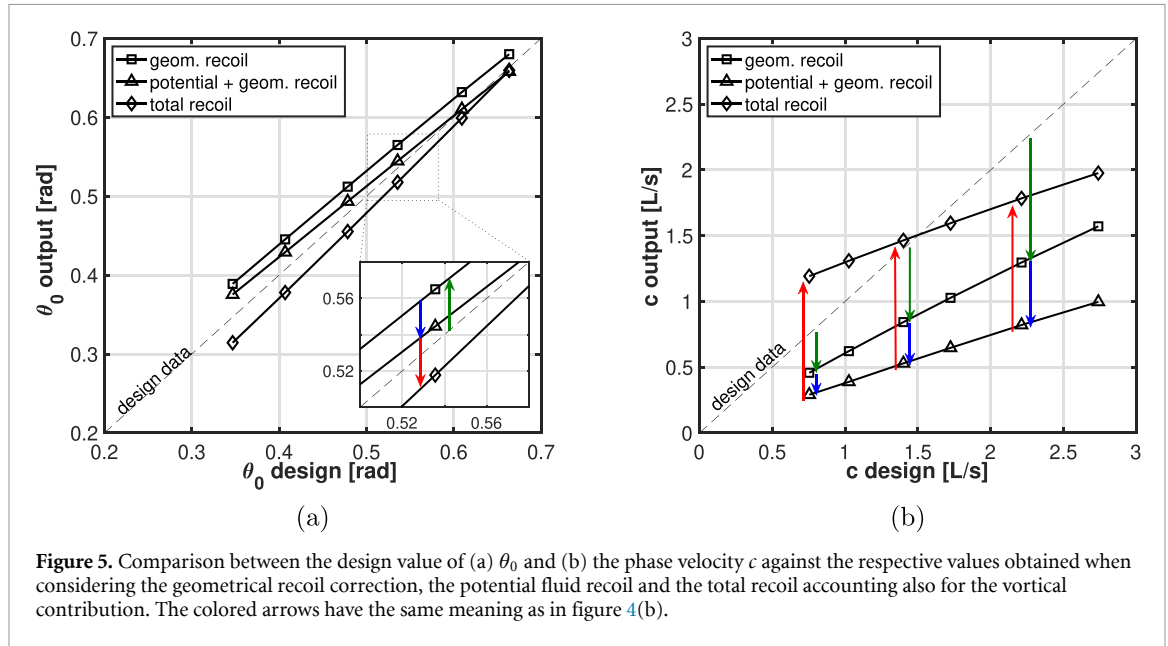 0.7
0.6
0.5
0.4
0.3
0.2
θ0 output [rad]
geom. recoil
potential + geom. recoil
total recoil
design data
0.56
0.52
0.52 0.56
0.2 0.3 0.4 0.5 0.6 0.7
θ0 design [rad]
(a)
3
2.5
2
1.5
1
0.5
0
c output [L/s]
geom. recoil
potential + geom. recoil
total recoil
design data
0 0.5 1 1.5 2 2.5 3
c design [L/s]
(b)
Figure 5. Comparison between the design value of (a) θ0 and (b) the phase velocity c against the respective values obtained when
considering the geometrical recoil correction, the potential fluid recoil and the total recoil accounting also for the vortical
contribution. The colored arrows have the same meaning as in figure 4(b).